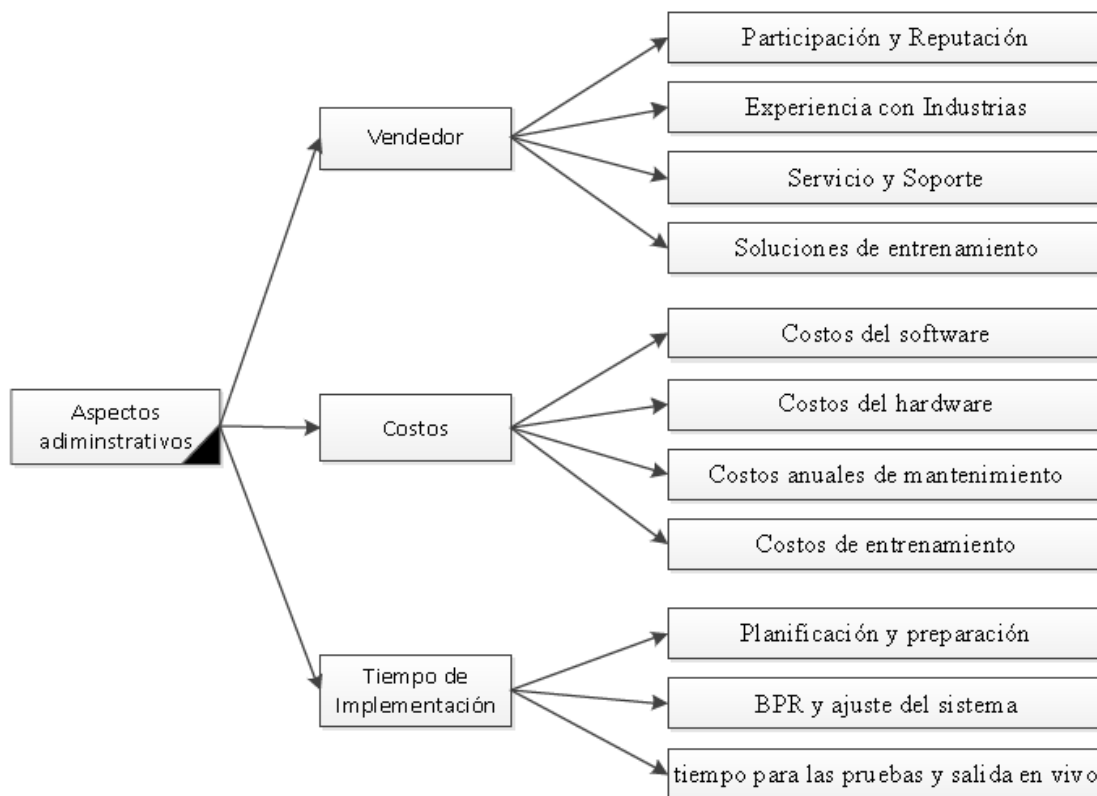 Participación y Reputación
Experiencia con Industrias
Vendedor
Servicio y Soporte
Soluciones de entrenamiento
Costos del software
Costos del hardware
Aspectos
adiminstrativos
Costos
Costos anuales de mantenimiento
Costos de entrenamiento
Planificación y preparación
Tiempo de
Implementación
BPR y ajuste del sistema
tiempo para las pruebas y salida en vivo